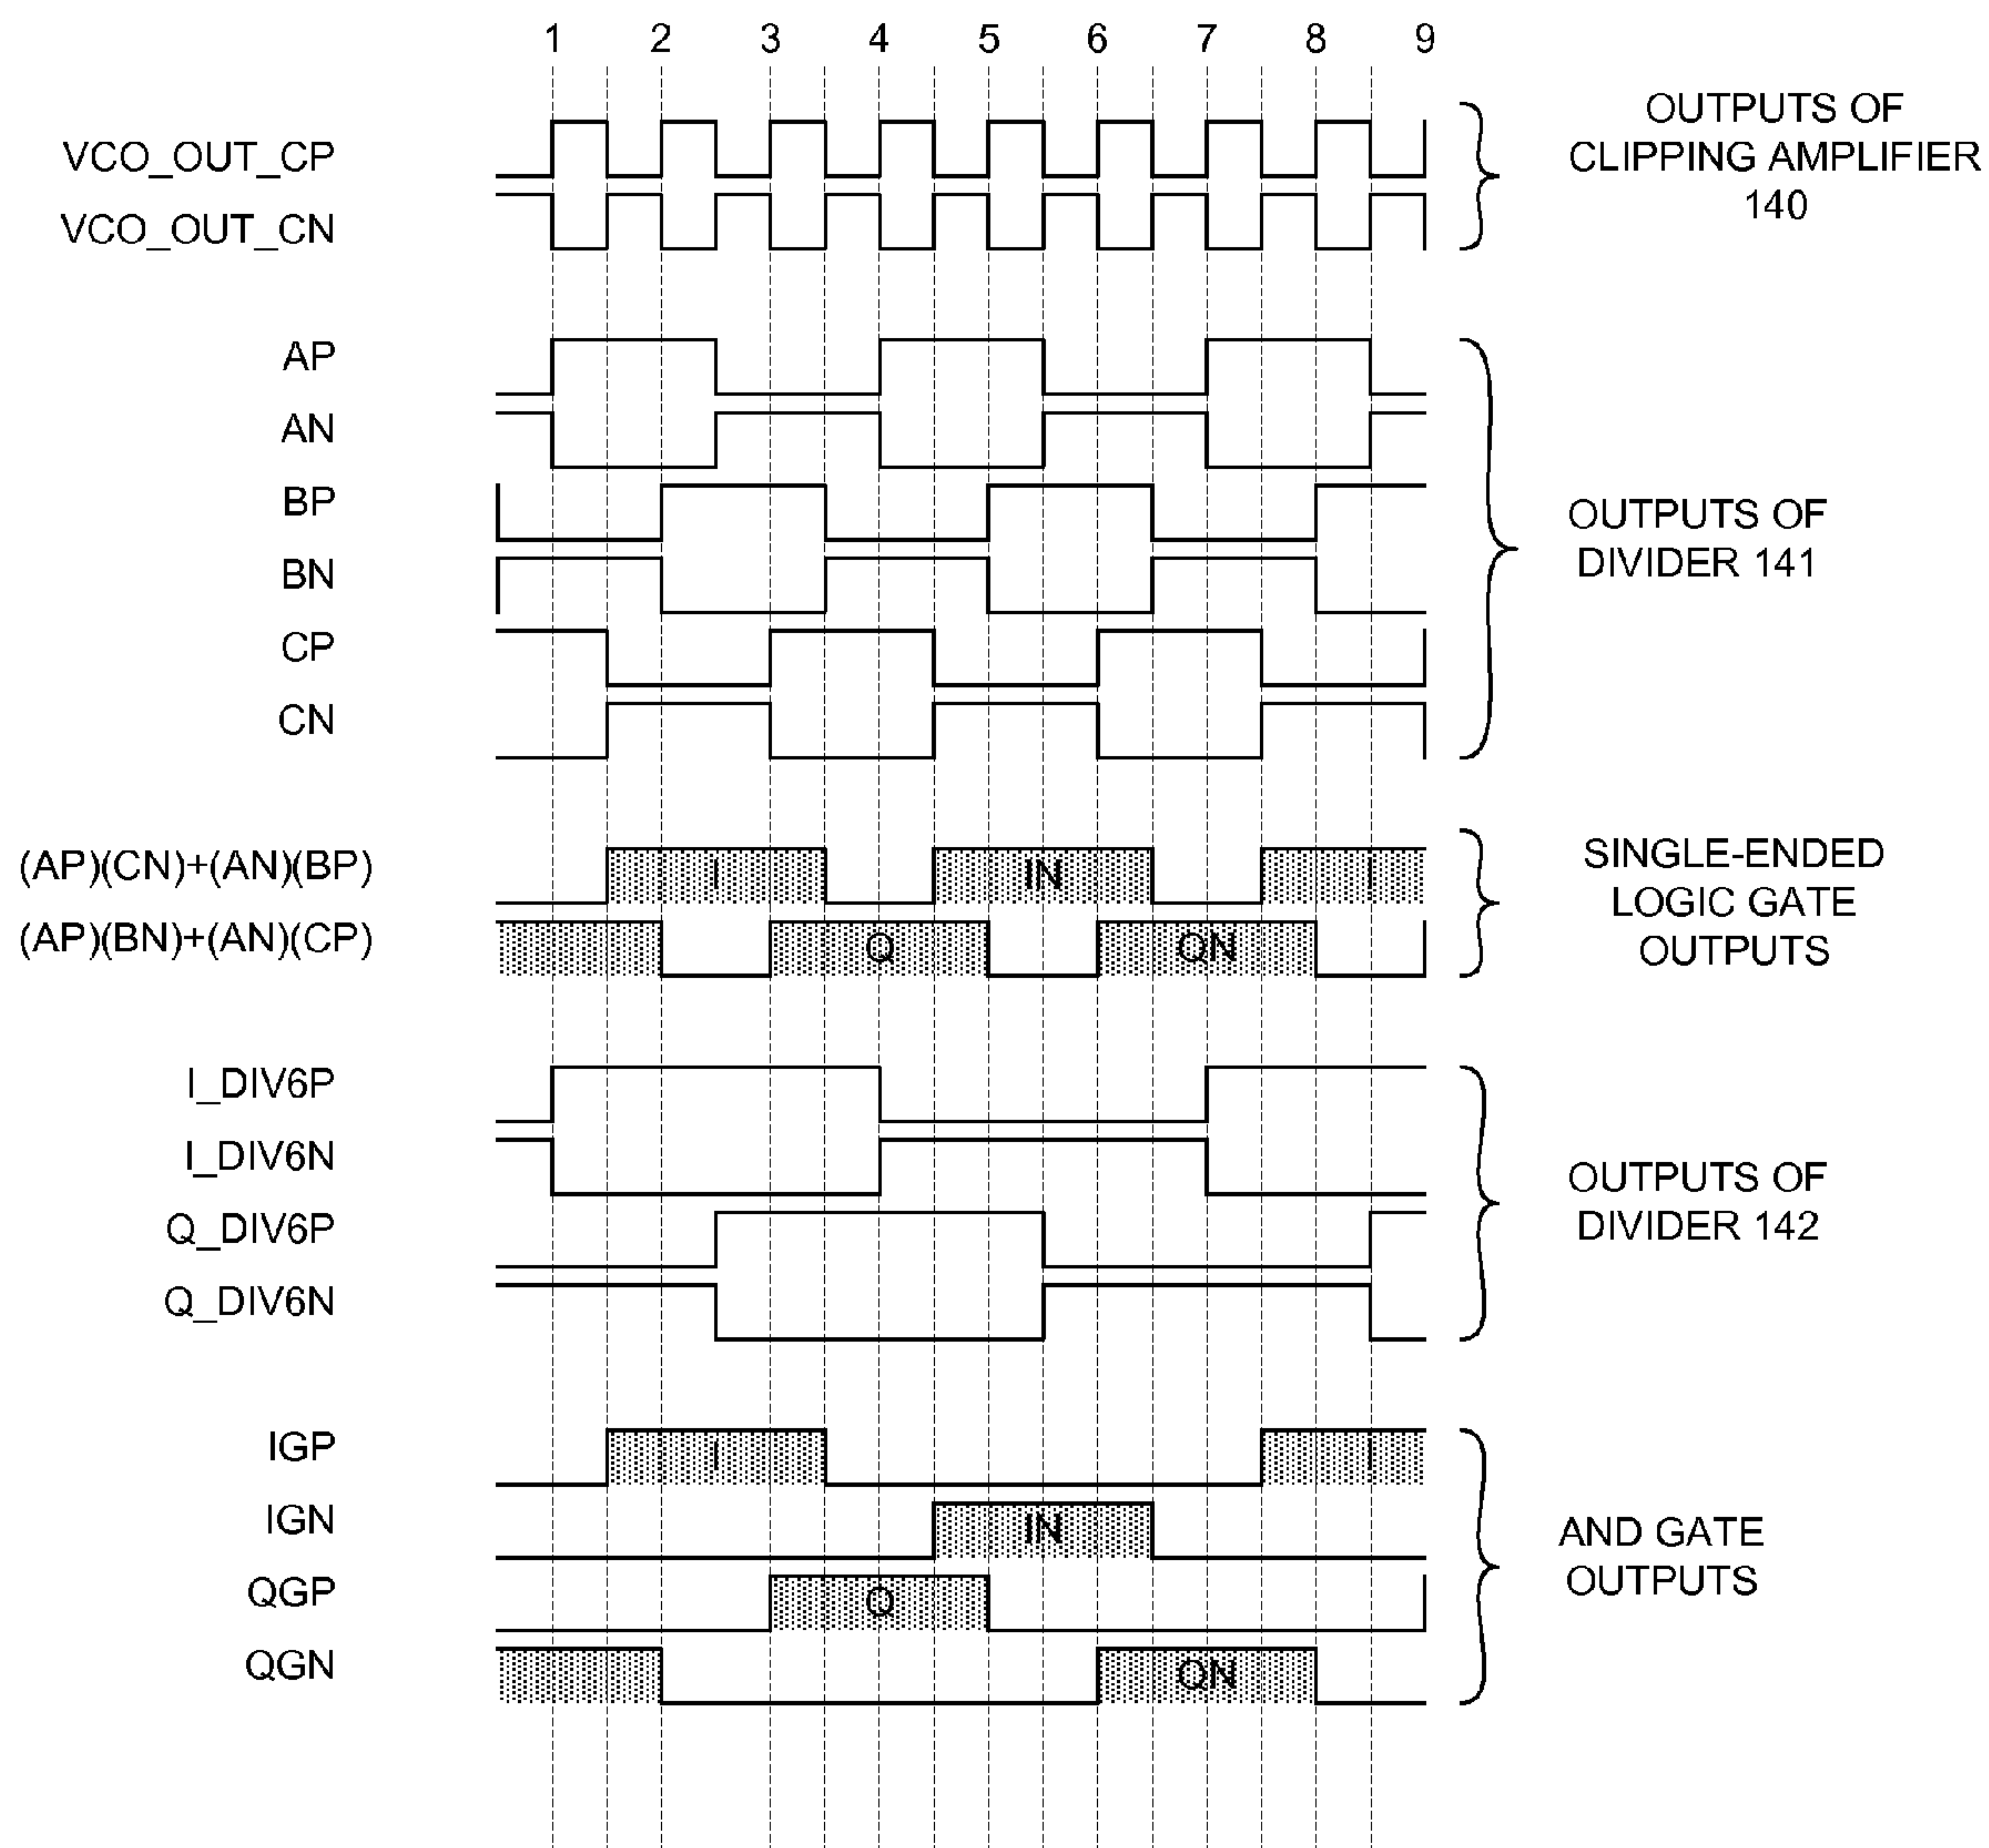 1 2 3 4 5 6 7 8 9
VCO_OUT_CP
VCO_OUT_CN
OUTPUTS OF
CLIPPING AMPLIFIER
140
AP
AN
BP
BN
CP
CN
OUTPUTS OF
DIVIDER 141
(AP)(CN)+(AN)(BP)
I IN I
(AP)(BN)+(AN)(CP)
Q QN
SINGLE-ENDED
LOGIC GATE
OUTPUTS
I_DIV6P
I_DIV6N
Q_DIV6P
Q_DIV6N
OUTPUTS OF
DIVIDER 142
IGP
I I
IGN
IN
QGP
Q
QGN
QN
AND GATE
OUTPUTS